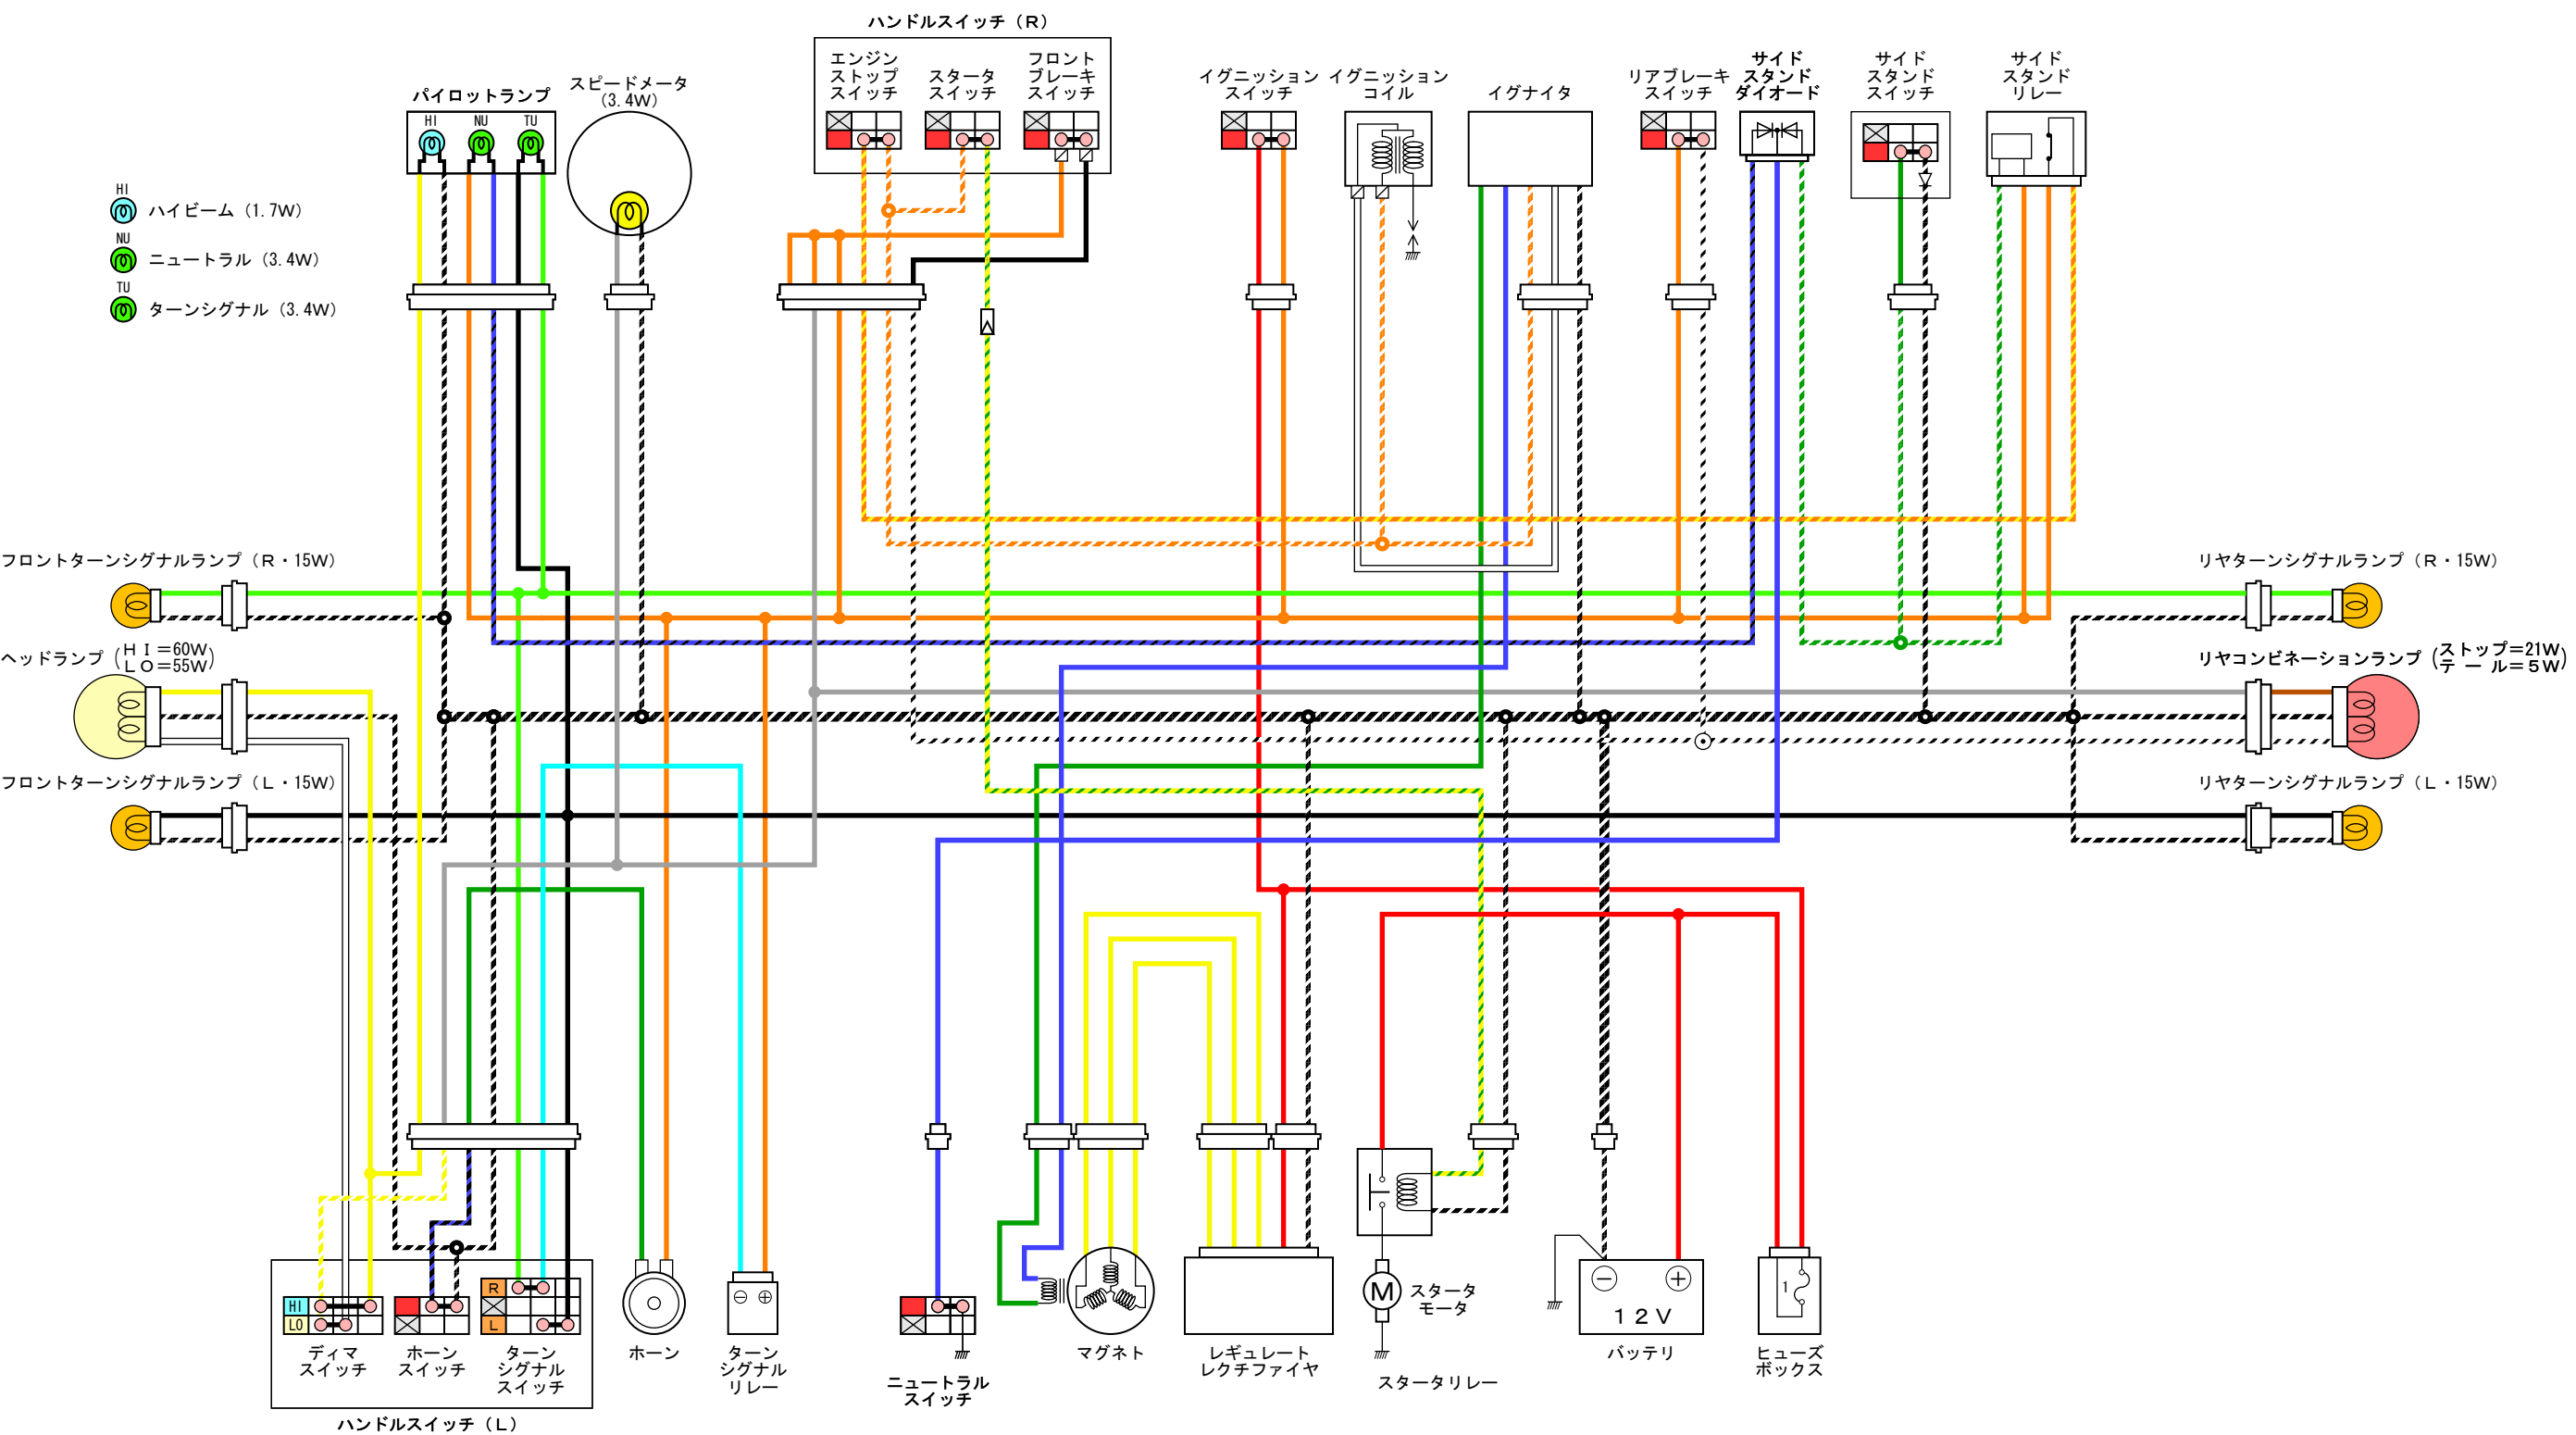 ハンドルスイッチ（R）
エンジン
ストップ
スイッチ
スタータ
スイッチ
フロント
ブレーキ
スイッチ
イグニッション
スイッチ
イグニッション
コイル
イグナイタ
リアブレーキ
スイッチ
サイド
スタンド
ダイオード
サイド
スタンド
スイッチ
サイド
スタンド
リレー
パイロットランプ
HI
NU
TU
スピードメータ
（3.4W）
HI
ハイビーム（1.7W）
NU
ニュートラル（3.4W）
TU
ターンシグナル（3.4W）
フロントターンシグナルランプ（R・15W）
リヤターンシグナルランプ（R・15W）
ヘッドランプ（HI=60W
LO=55W）
リヤコンビネーションランプ（ストップ=21W
テール=5W）
フロントターンシグナルランプ（L・15W）
リヤターンシグナルランプ（L・15W）
HI
LO
R
L
ディマ
スイッチ
ホーン
スイッチ
ターン
シグナル
スイッチ
ハンドルスイッチ（L）
ホーン
ターン
シグナル
リレー
ニュートラル
スイッチ
マグネト
レギュレート
レクチファイヤ
M
スタータ
モータ
スタータリレー
12V
バッテリ
1
ヒューズ
ボックス